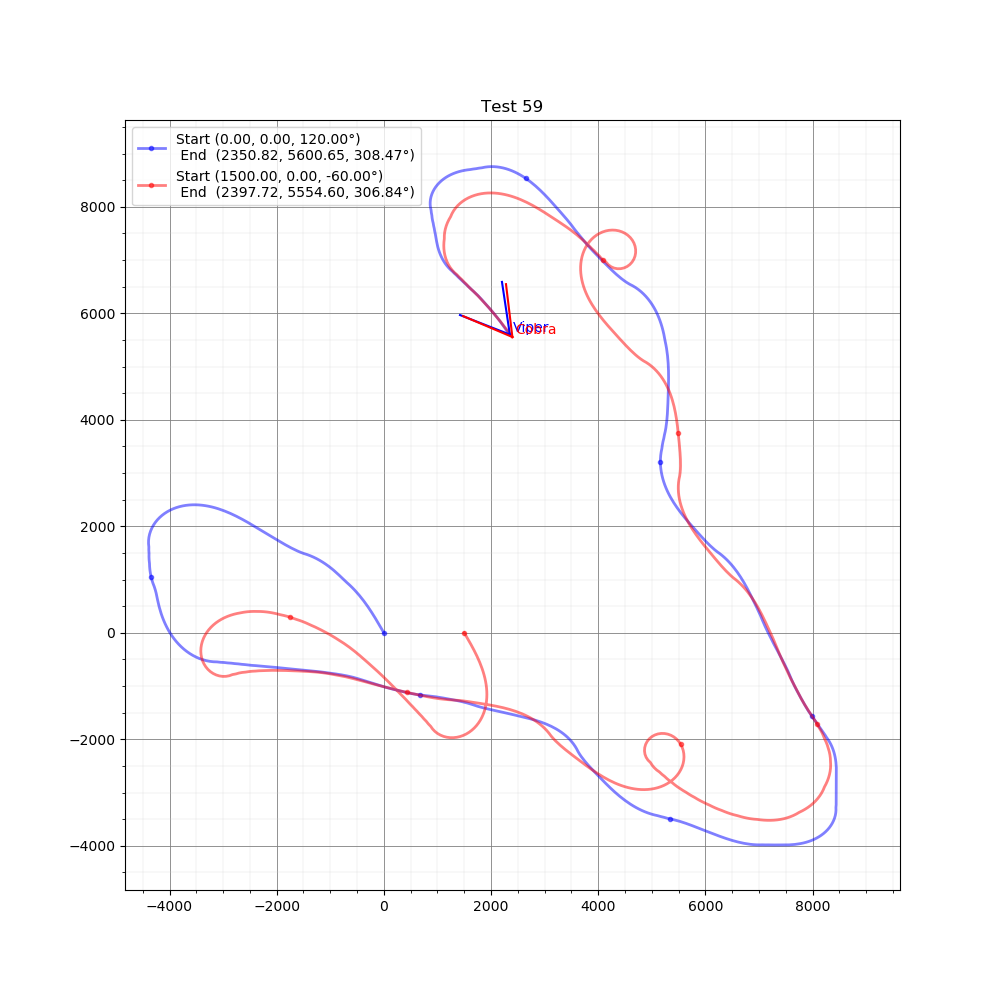 Test 59
Start (0.00, 0.00, 120.00°)
End (2350.82, 5600.65, 308.47°)
Start (1500.00, 0.00, -60.00°)
End (2397.72, 5554.60, 306.84°)
8000
6000
4000
2000
0
−2000
−4000
Viper
Cobra
−4000 −2000 0 2000 4000 6000 8000